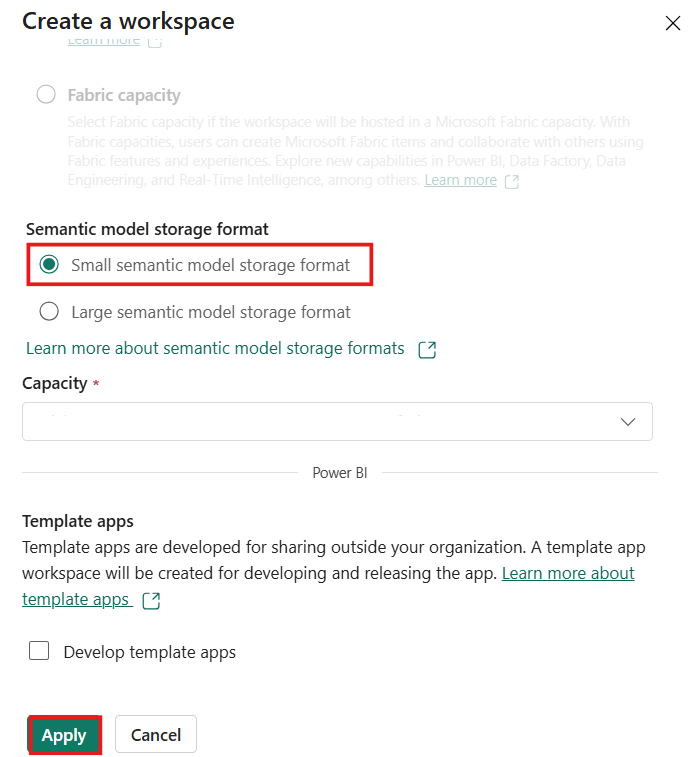 Create a workspace
Learn more
Fabric capacity
Select Fabric capacity if the workspace will be hosted in a Microsoft Fabric capacity. With
Fabric capacities, users can create Microsoft Fabric items and collaborate with others using
Fabric features and experiences. Explore new capabilities in Power BI, Data Factory, Data
Engineering, and Real-Time Intelligence, among others. Learn more
Semantic model storage format
Small semantic model storage format
Large semantic model storage format
Learn more about semantic model storage formats
Capacity *
Power BI
Template apps
Template apps are developed for sharing outside your organization. A template app
workspace will be created for developing and releasing the app. Learn more about
template apps
Develop template apps
Apply Cancel